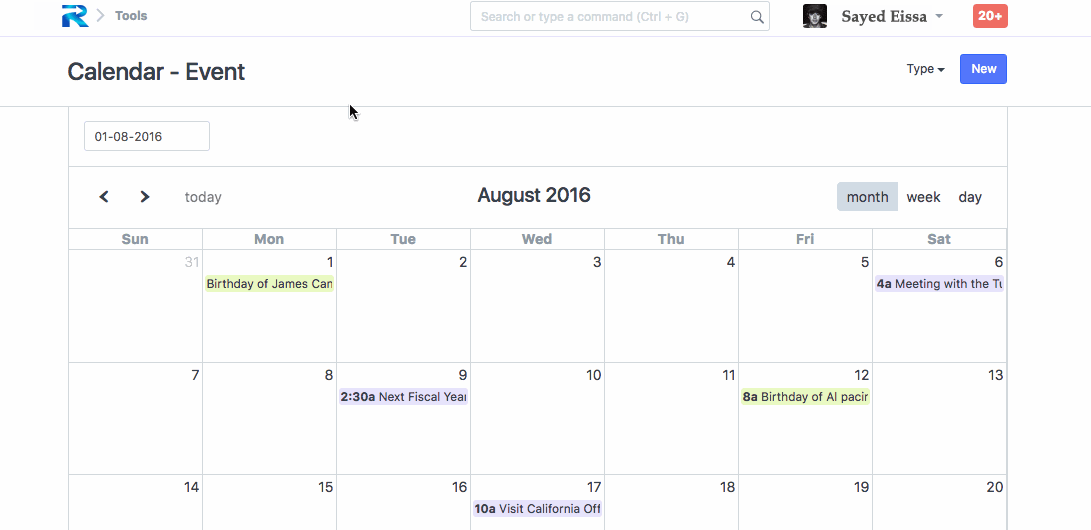 Tools
Search or type a command (Ctrl + G)
Sayed Eissa
20+
Calendar - Event
Type
New
01-08-2016
today
August 2016
month week day
Sun Mon Tue Wed Thu Fri Sat
31 1 2 3 4 5 6
Birthday of James Can
4a Meeting with the Tu
7 8 9 10 11 12 13
2:30a Next Fiscal Year
8a Birthday of Al pacin
14 15 16 17 18 19 20
10a Visit California Off